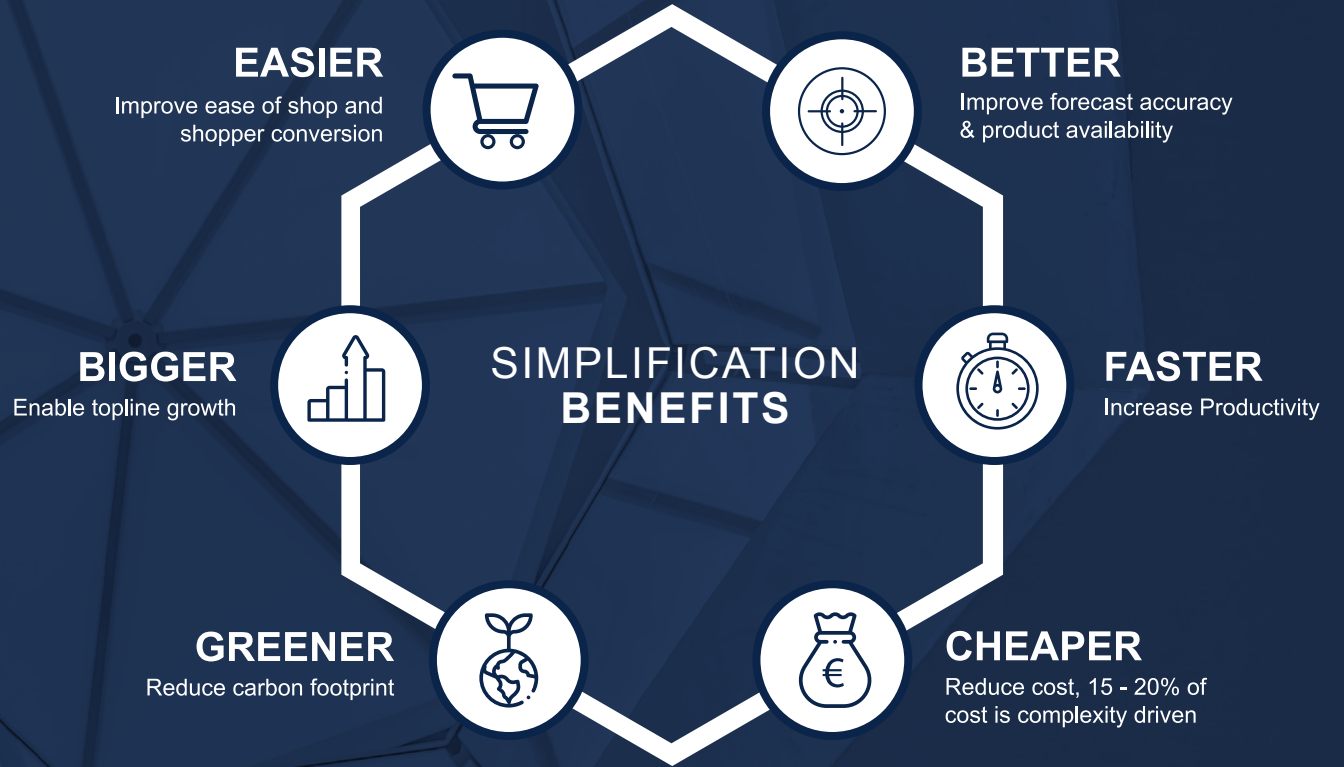 SIMPLIFICATION
BENEFITS
EASIER
Improve ease of shop and
shopper conversion
BETTER
Improve forecast accuracy
& product availability
BIGGER
Enable topline growth
FASTER
Increase Productivity
GREENER
Reduce carbon footprint
CHEAPER
Reduce cost, 15 - 20% of
cost is complexity driven
€